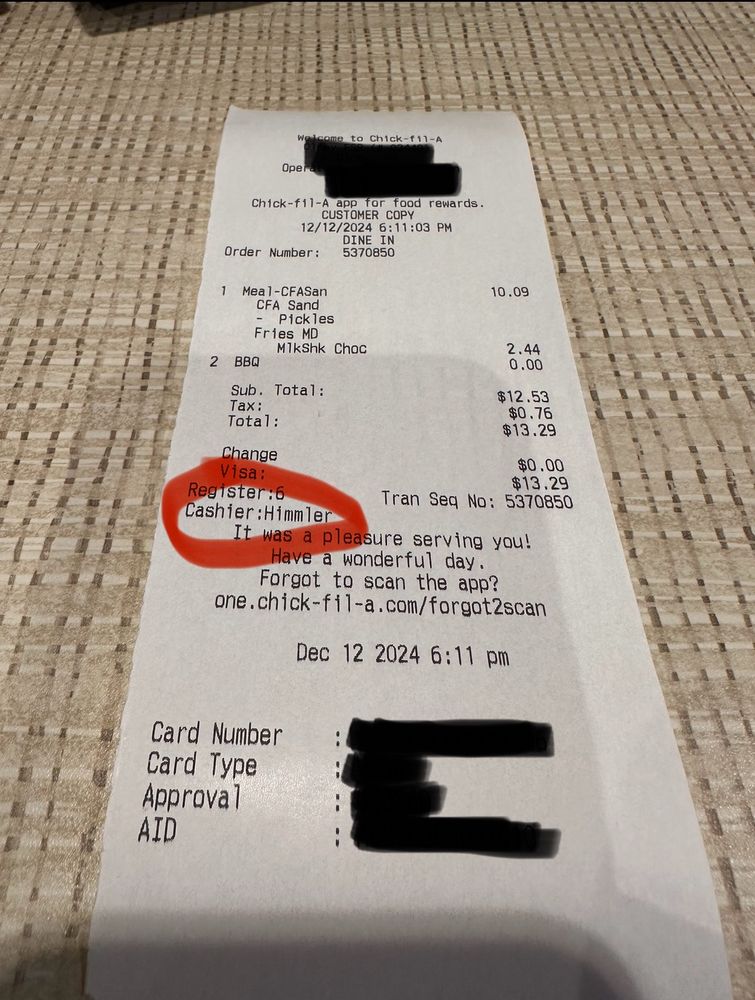 Welcome to Chick-fil-A
Chick-fil-A app for food rewards.
CUSTOMER COPY
12/12/2024 6:11:03 PM
DINE IN
Order Number: 5370850
1 Meal-CFASan 10.09
CFA Sand
- Pickles
Fries MD
MlkShk Choc 2.44
2 BBQ 0.00
Sub. Total: $12.53
Tax: $0.76
Total: $13.29
Change $0.00
Visa: $13.29
Register:6 Tran Seq No: 5370850
Cashier:Himmler
It was a pleasure serving you!
Have a wonderful day.
Forgot to scan the app?
one.chick-fil-a.com/forgot2scan
Dec 12 2024 6:11 pm
Card Number :
Card Type :
Approval :
AID :